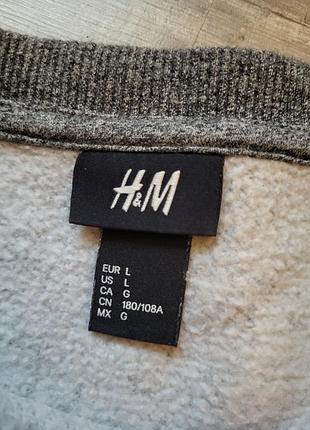 H&M
EUR L
US L
CA G
CN 180/108A
MX G